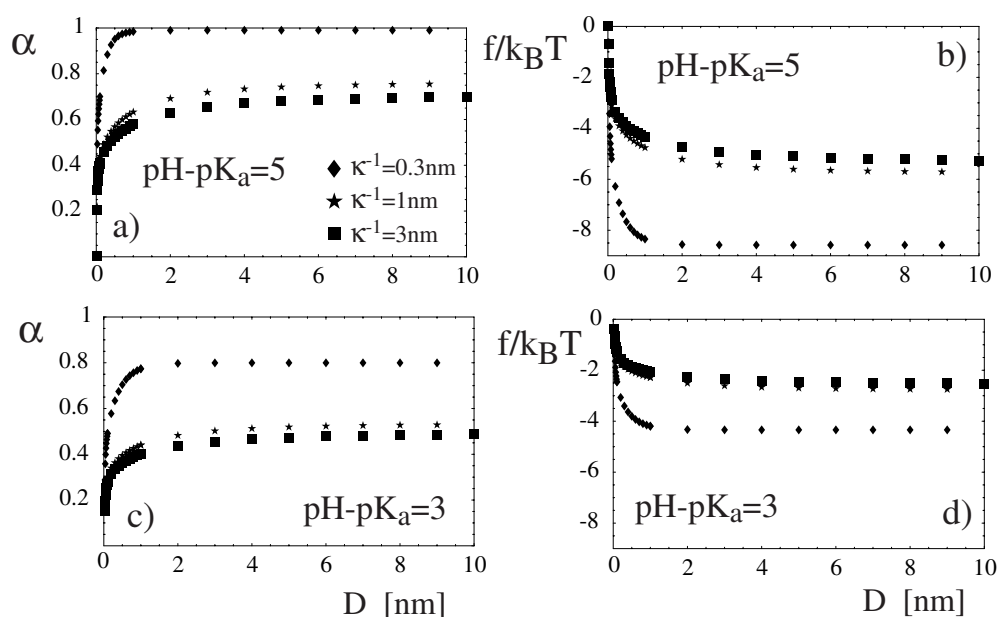 α
1
0.8
0.6
0.4
0.2
pH-pKa=5
κ⁻¹=0.3nm
κ⁻¹=1nm
κ⁻¹=3nm
a)
0 2 4 6 8 10
f/kBT
0
-2
-4
-6
-8
pH-pKa=5
b)
0 2 4 6 8 10
α
1
0.8
0.6
0.4
0.2
c)
pH-pKa=3
0 2 4 6 8 10
D [nm]
f/kBT
0
-2
-4
-6
-8
pH-pKa=3
d)
0 2 4 6 8 10
D [nm]